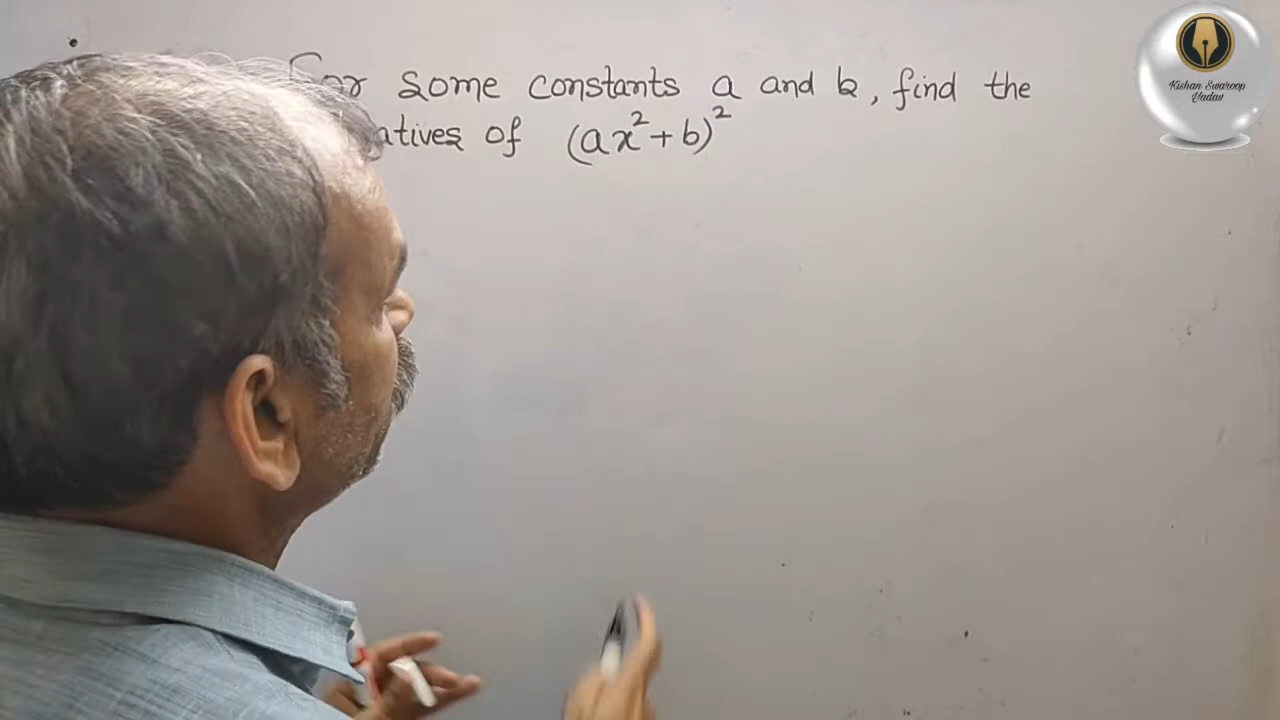 For some constants a and b, find the
atives of (ax²+b)²
Kishan Swaroop
Yadav